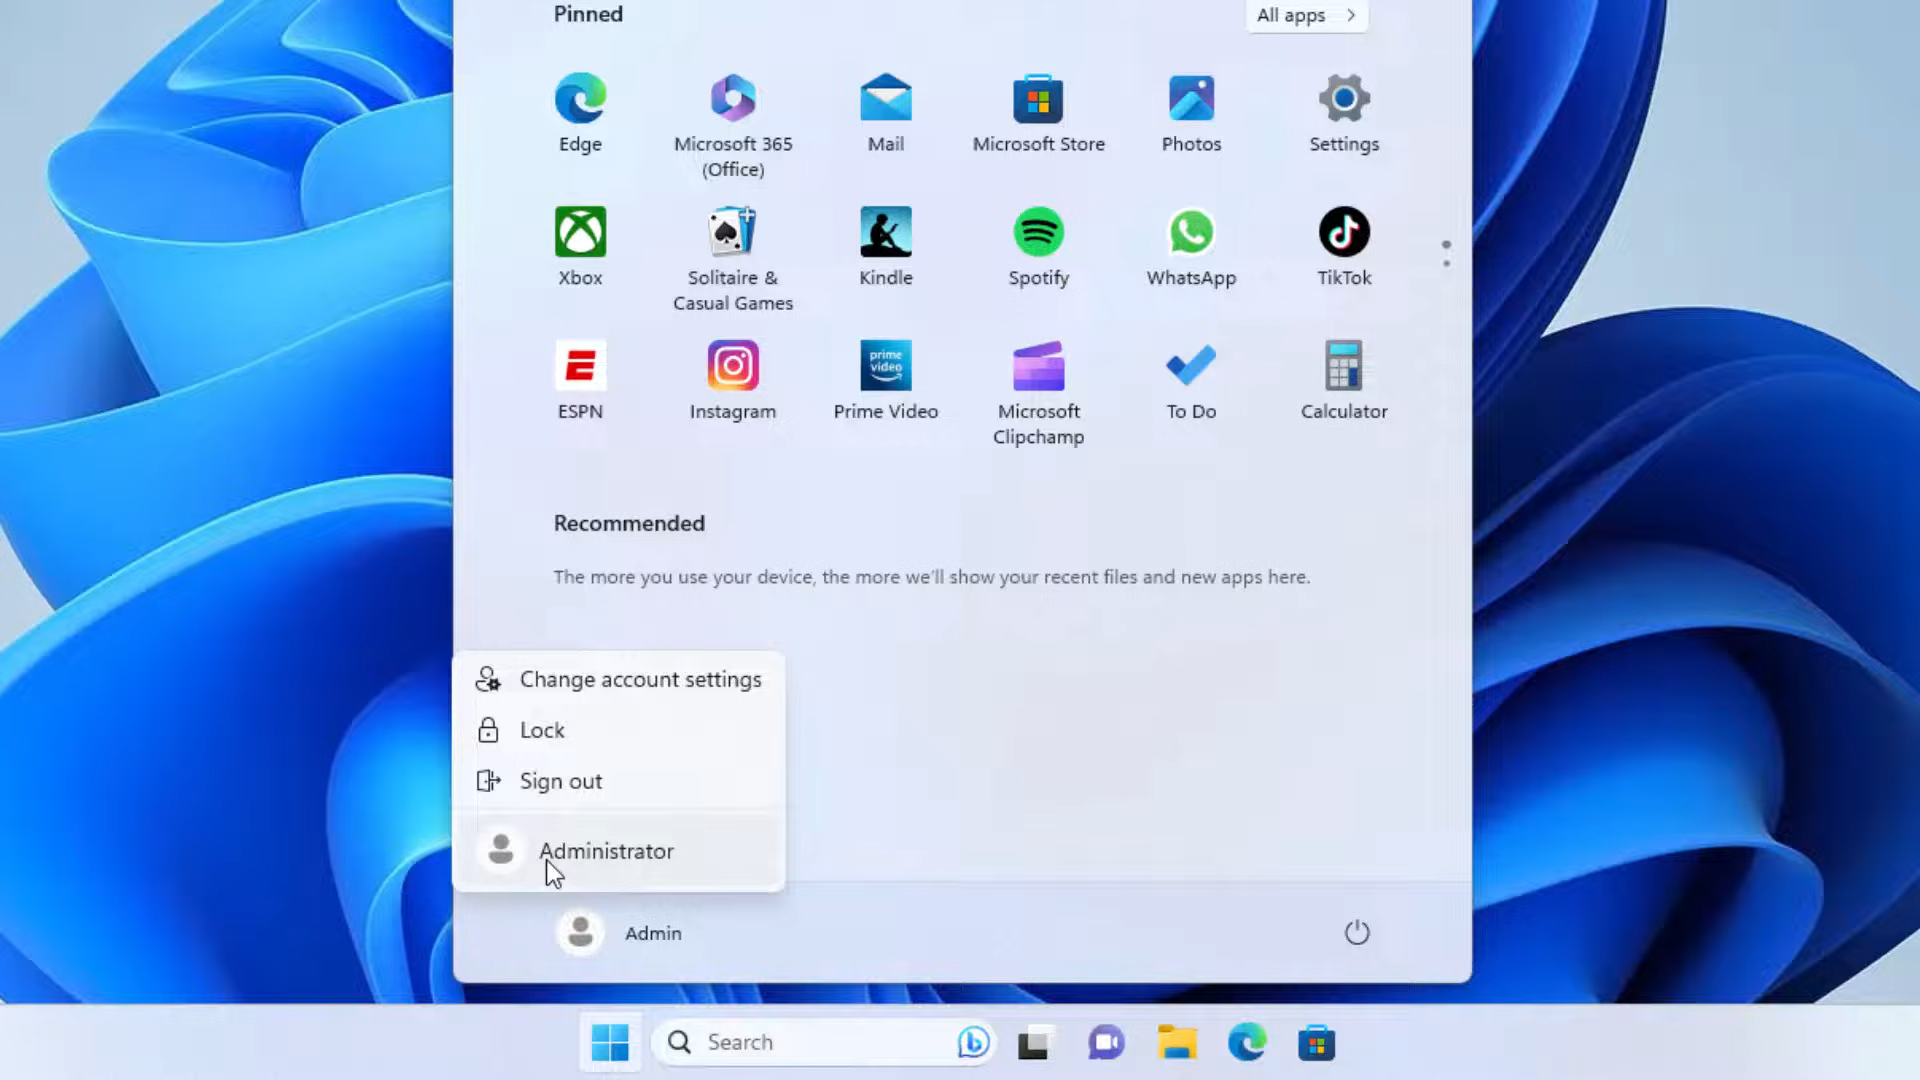 Pinned
All apps
Edge
Microsoft 365
(Office)
Mail
Microsoft Store
Photos
Settings
Xbox
Solitaire &
Casual Games
Kindle
Spotify
WhatsApp
TikTok
ESPN
Instagram
prime
video
Prime Video
Microsoft
Clipchamp
To Do
Calculator
Recommended
The more you use your device, the more we'll show your recent files and new apps here.
Change account settings
Lock
Sign out
Administrator
Admin
Search